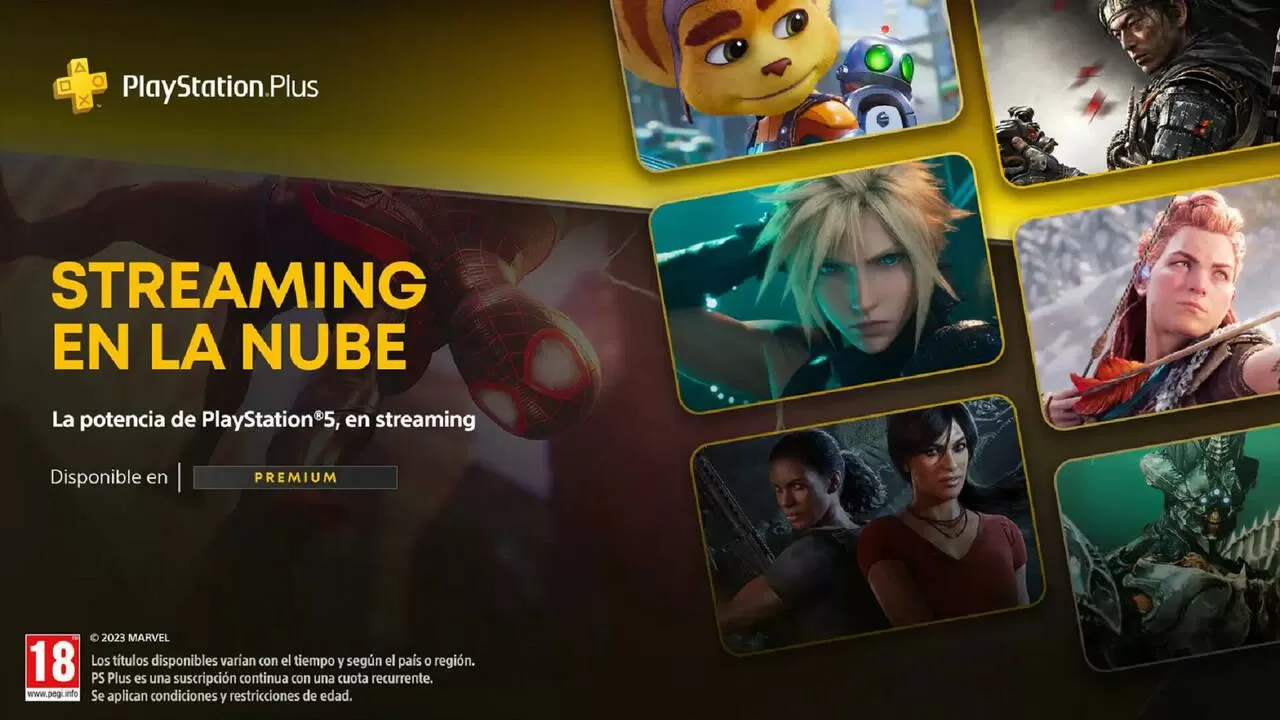 PlayStation.Plus
STREAMING
EN LA NUBE
La potencia de PlayStation®5, en streaming
Disponible en | PREMIUM
18
www.pegi.info
© 2023 MARVEL
Los títulos disponibles varían con el tiempo y según el país o región.
PS Plus es una suscripción continua con una cuota recurrente.
Se aplican condiciones y restricciones de edad.